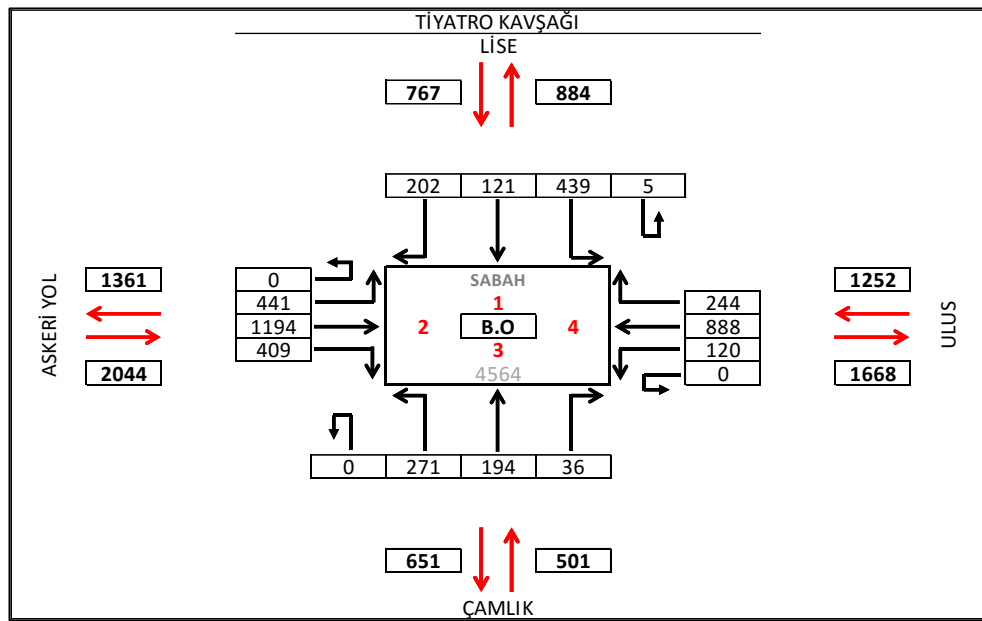 TİYATRO KAVŞAĞI
LİSE
767 884
202 121 439 5
ASKERİ YOL
1361
2044
0
441
1194
409
SABAH
1
2 B.O 4
3
4564
244
888
120
0
1252
1668
ULUS
0 271 194 36
651 501
ÇAMLIK